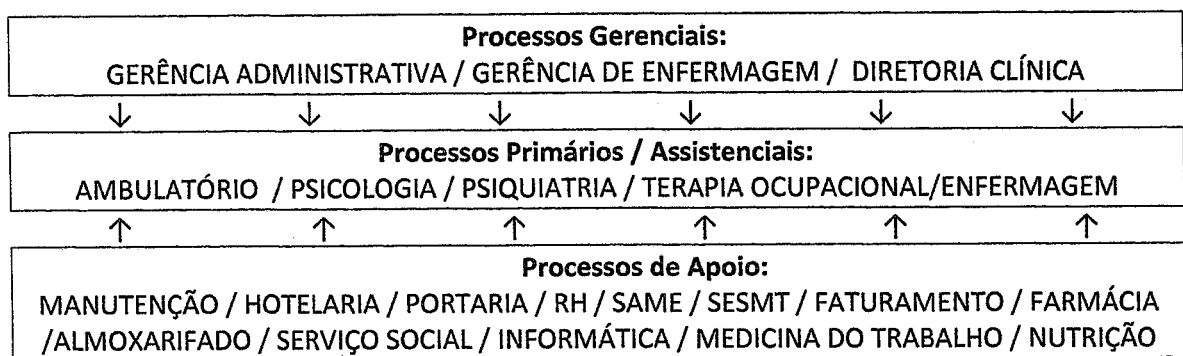 Processos Gerenciais:
GERÊNCIA ADMINISTRATIVA / GERÊNCIA DE ENFERMAGEM / DIRETORIA CLÍNICA
↓ ↓ ↓ ↓ ↓ ↓
Processos Primários / Assistenciais:
AMBULATÓRIO / PSICOLOGIA / PSIQUIATRIA / TERAPIA OCUPACIONAL/ENFERMAGEM
↑ ↑ ↑ ↑ ↑ ↑
Processos de Apoio:
MANUTENÇÃO / HOTELARIA / PORTARIA / RH / SAME / SESMT / FATURAMENTO / FARMÁCIA
/ALMOXARIFADO / SERVIÇO SOCIAL / INFORMÁTICA / MEDICINA DO TRABALHO / NUTRIÇÃO